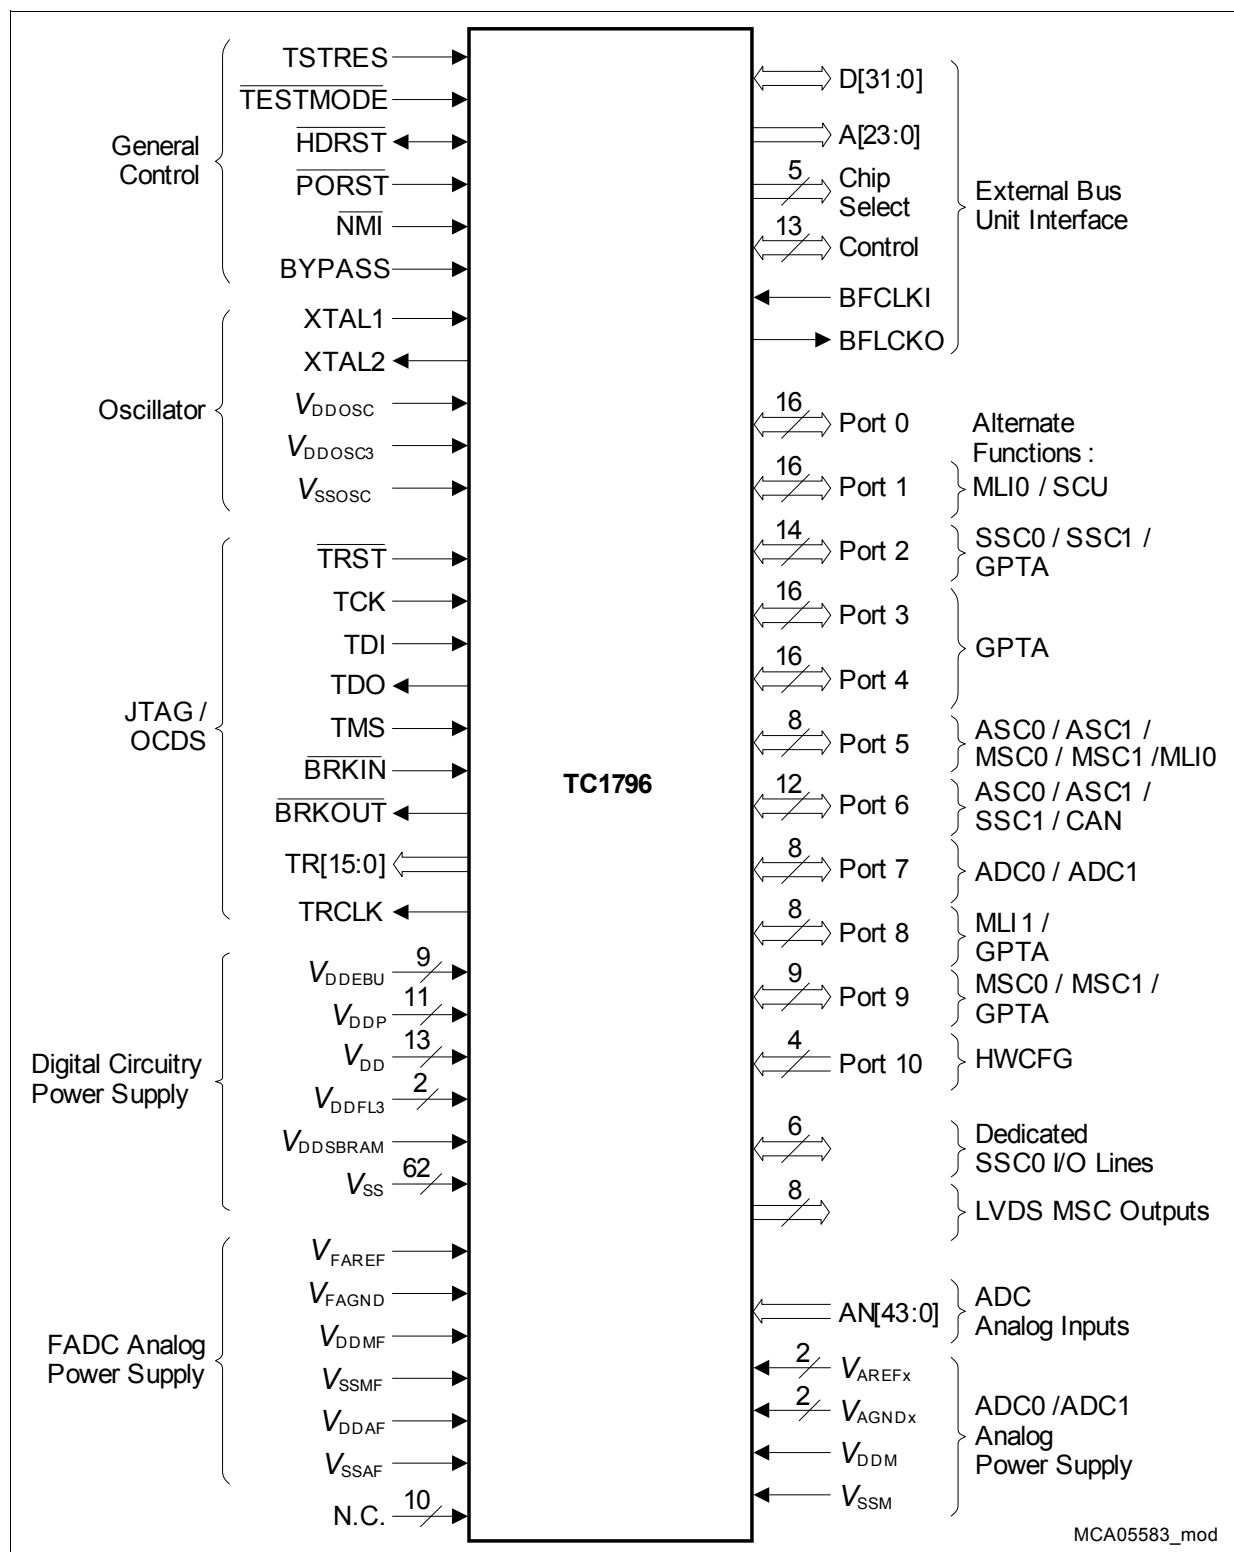 General
Control
TSTRES
TESTMODE
HDRST
PORST
NMI
BYPASS
Oscillator
XTAL1
XTAL2
VDDOSC
VDDOSC3
VSSOSC
JTAG /
OCDS
TRST
TCK
TDI
TDO
TMS
BRKIN
BRKOUT
TR[15:0]
TRCLK
Digital Circuitry
Power Supply
VDDEBU 9
VDDP 11
VDD 13
VDDFL3 2
VDDSBRAM
VSS 62
FADC Analog
Power Supply
VFAREF
VFAGND
VDDMF
VSSMF
VDDAF
VSSAF
N.C. 10
TC1796
D[31:0]
A[23:0]
5 Chip
Select
13 Control
BFCLKI
BFLCKO
External Bus
Unit Interface
Alternate
Functions :
16 Port 0
16 Port 1 MLI0 / SCU
14 Port 2 SSC0 / SSC1 /
GPTA
16 Port 3
16 Port 4
GPTA
8 Port 5 ASC0 / ASC1 /
MSC0 / MSC1 /MLI0
12 Port 6 ASC0 / ASC1 /
SSC1 / CAN
8 Port 7 ADC0 / ADC1
8 Port 8 MLI1 /
GPTA
9 Port 9 MSC0 / MSC1 /
GPTA
4 Port 10 HWCFG
6 Dedicated
SSC0 I/O Lines
8 LVDS MSC Outputs
AN[43:0] ADC
Analog Inputs
2 VAREFx
2 VAGNDx
VDDM
VSSM
ADC0 /ADC1
Analog
Power Supply
MCA05583_mod